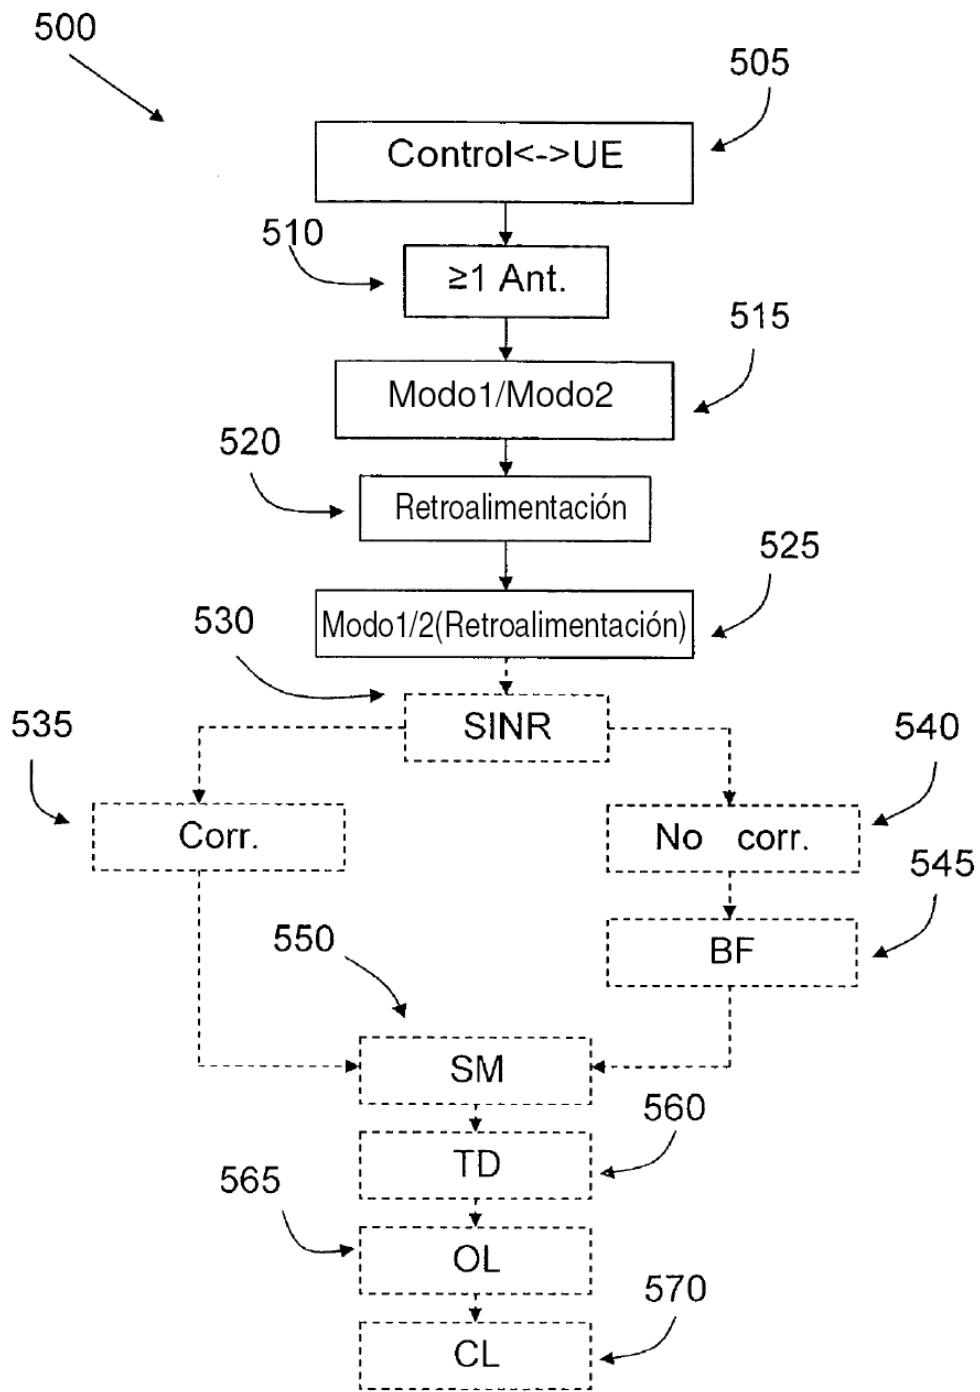 500
505
Control<->UE
510
≥1 Ant.
515
Modo1/Modo2
520
Retroalimentación
525
Modo1/2(Retroalimentación)
530
SINR
535
540
Corr.
No corr.
545
BF
550
SM
560
TD
565
OL
570
CL